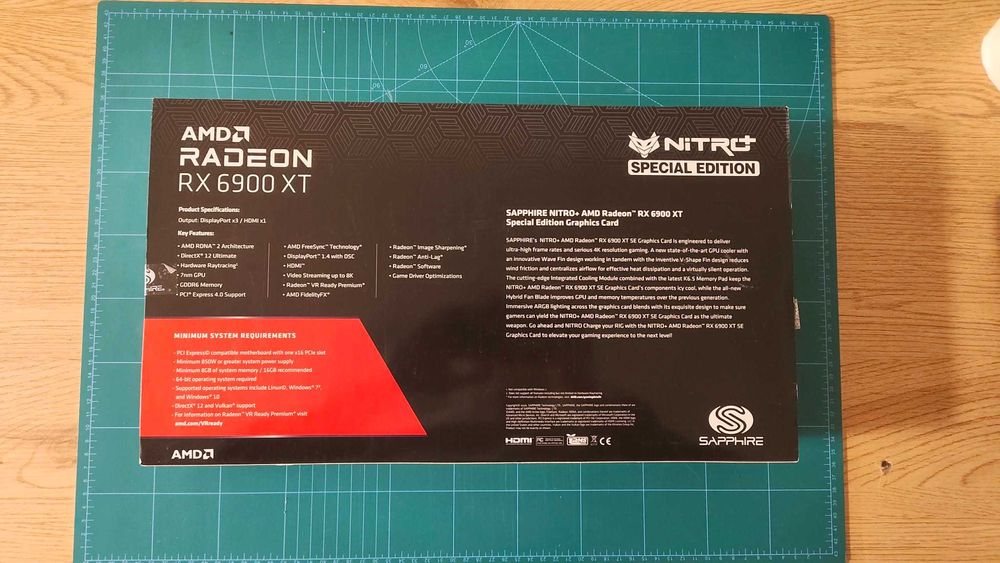 AMD
RADEON
RX 6900 XT
NITRO+
SPECIAL EDITION
Product Specifications:
Output: DisplayPort x3 / HDMI x1
Key Features:
• AMD RDNA™ 2 Architecture
• DirectX® 12 Ultimate
• Hardware Raytracing¹
• 7nm GPU
• GDDR6 Memory
• PCI® Express 4.0 Support
• AMD FreeSync™ Technology*
• DisplayPort™ 1.4 with DSC
• HDMI™
• Video Streaming up to 8K
• Radeon™ VR Ready Premium*
• AMD FidelityFX*
• Radeon™ Image Sharpening*
• Radeon™ Anti-Lag*
• Radeon™ Software
• Game Driver Optimizations
SAPPHIRE NITRO+ AMD Radeon™ RX 6900 XT
Special Edition Graphics Card
SAPPHIRE's NITRO+ AMD Radeon™ RX 6900 XT SE Graphics Card is engineered to deliver
ultra-high frame rates and serious 4K resolution gaming. A new state-of-the-art GPU cooler with
an innovative Wave Fin design working in tandem with the inventive V-Shape Fin design reduces
wind friction and centralizes airflow for effective heat dissipation and a virtually silent operation.
The cutting-edge Integrated Cooling Module combined with the latest K6.5 Memory Pad keep the
NITRO+ AMD Radeon™ RX 6900 XT SE Graphics Card's components icy cool, while the all-new
Hybrid Fan Blade improves GPU and memory temperatures over the previous generation.
Immersive ARGB lighting across the graphics card blends with its exquisite design to make sure
gamers can yield the NITRO+ AMD Radeon™ RX 6900 XT SE Graphics Card as the ultimate
weapon. Go ahead and NITRO Charge your RIG with the NITRO+ AMD Radeon™ RX 6900 XT SE
Graphics Card to elevate your gaming experience to the next level!
MINIMUM SYSTEM REQUIREMENTS
• PCI Express® compatible motherboard with one x16 PCIe slot
• Minimum 850W or greater system power supply
• Minimum 8GB of system memory / 16GB recommended
• 64-bit operating system required
• Supported operating systems include Linux®, Windows® 7²,
and Windows® 10
• DirectX® 12 and Vulkan® support
• For information on Radeon™ VR Ready Premium* visit
amd.com/VRready
AMD
HDMI
CE
SAPPHIRE